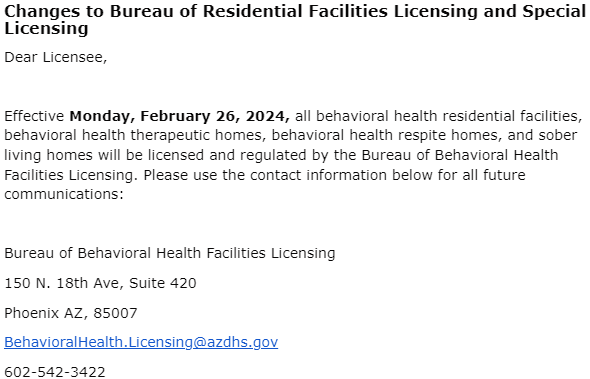 Changes to Bureau of Residential Facilities Licensing and Special
Licensing
Dear Licensee,
Effective Monday, February 26, 2024, all behavioral health residential facilities,
behavioral health therapeutic homes, behavioral health respite homes, and sober
living homes will be licensed and regulated by the Bureau of Behavioral Health
Facilities Licensing. Please use the contact information below for all future
communications:
Bureau of Behavioral Health Facilities Licensing
150 N. 18th Ave, Suite 420
Phoenix AZ, 85007
BehavioralHealth.Licensing@azdhs.gov
602-542-3422